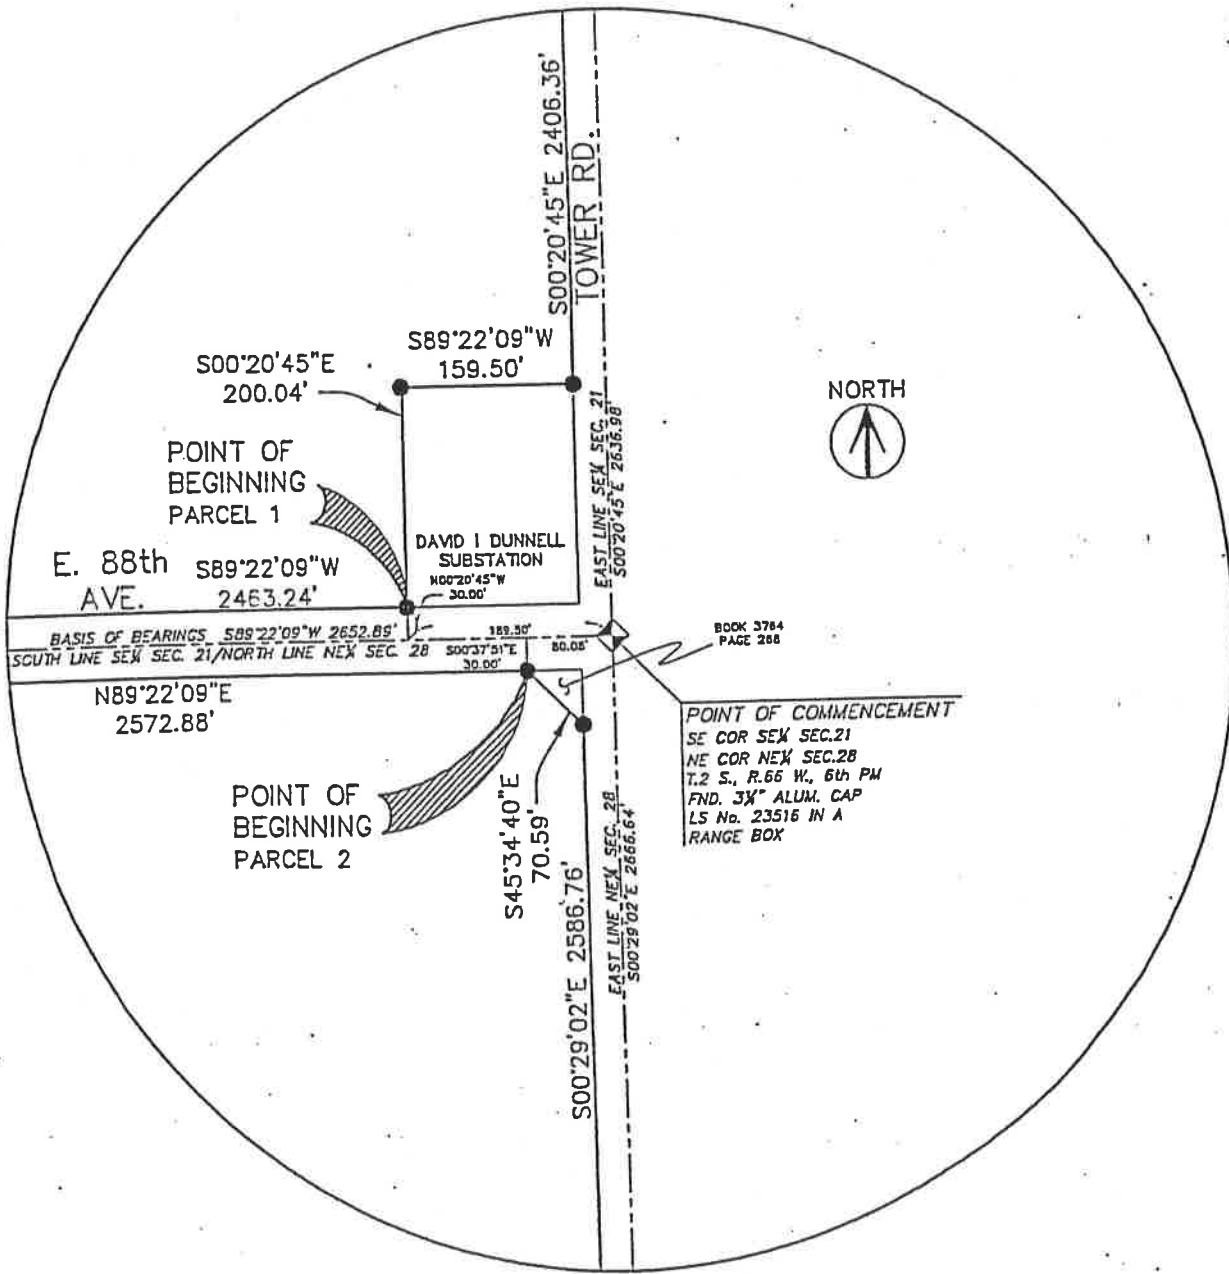 S00°20'45"E 2406.36'
TOWER RD.
S89°22'09"W
159.50'
S00°20'45"E
200.04'
NORTH
POINT OF
BEGINNING
PARCEL 1
EAST LINE SE¼ SEC. 21
S00°20'45"E 2636.98'
DAVID I DUNNELL
SUBSTATION
N00°20'45"W
30.00'
E. 88th
AVE.
S89°22'09"W
2463.24'
BASIS OF BEARINGS S89°22'09"W 2652.89'
SOUTH LINE SE¼ SEC. 21/NORTH LINE NE¼ SEC. 28
189.50'
S00°37'51"E
30.00'
80.05'
BOOK 3764
PAGE 266
N89°22'09"E
2572.88'
POINT OF COMMENCEMENT
SE COR SE¼ SEC.21
NE COR NE¼ SEC.28
T.2 S., R.66 W., 6th PM
FND. 3¼" ALUM. CAP
LS No. 23516 IN A
RANGE BOX
POINT OF
BEGINNING
PARCEL 2
S45°34'40"E
70.59'
S00°29'02"E 2586.76'
EAST LINE NE¼ SEC. 28
S00°29'02"E 2666.64'